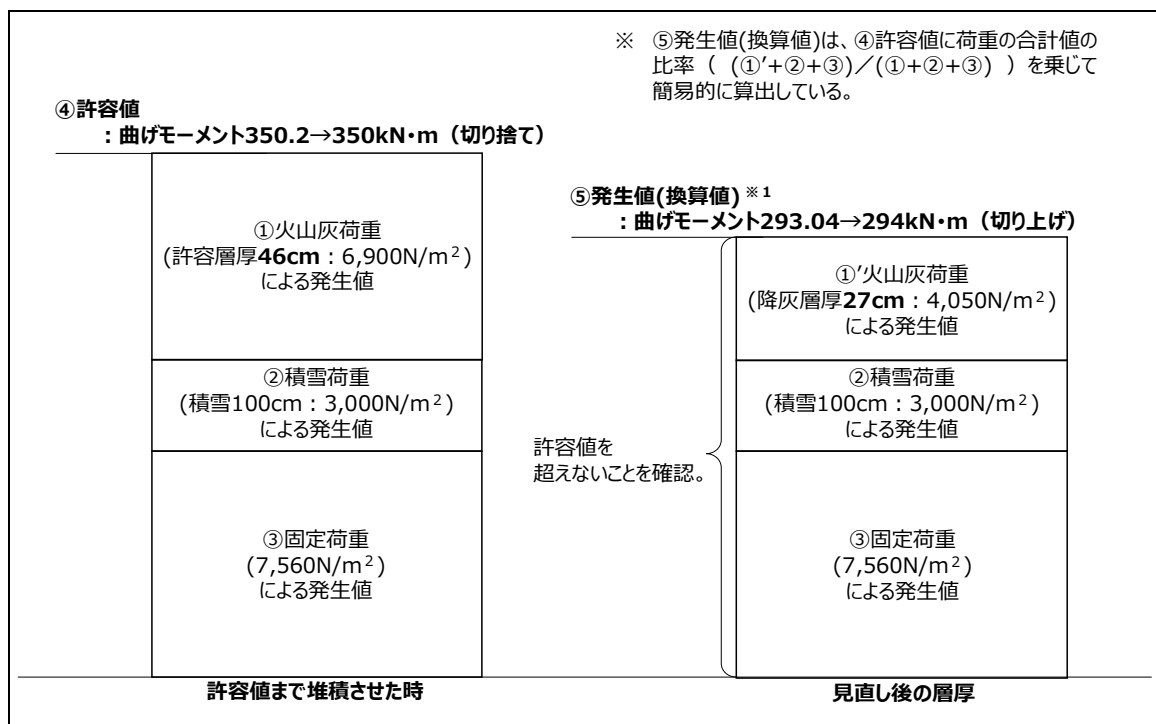 ※　⑤発生値(換算値)は、④許容値に荷重の合計値の
比率（ (①'+②+③)／(①+②+③) ）を乗じて
簡易的に算出している。
④許容値
：曲げモーメント350.2→350kN・m（切り捨て）
①火山灰荷重
(許容層厚46cm：6,900N/m²)
による発生値
②積雪荷重
(積雪100cm：3,000N/m²)
による発生値
③固定荷重
(7,560N/m²)
による発生値
許容値まで堆積させた時
⑤発生値(換算値)※1
：曲げモーメント293.04→294kN・m（切り上げ）
①'火山灰荷重
(降灰層厚27cm：4,050N/m²)
による発生値
②積雪荷重
(積雪100cm：3,000N/m²)
による発生値
許容値を
超えないことを確認。
③固定荷重
(7,560N/m²)
による発生値
見直し後の層厚